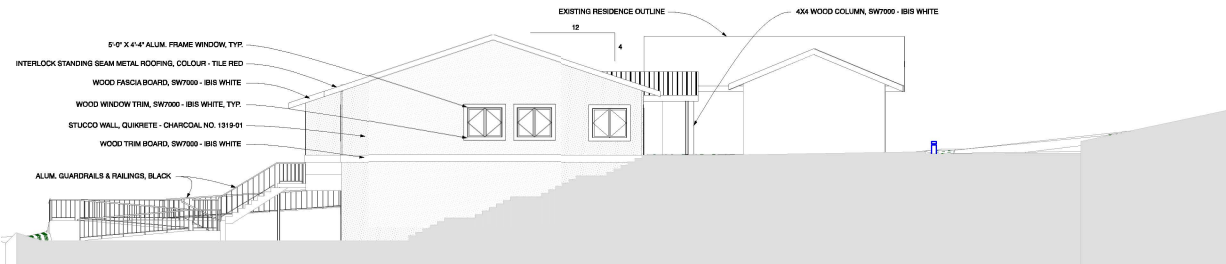 EXISTING RESIDENCE OUTLINE
4X4 WOOD COLUMN, SW7000 - IBIS WHITE
12
4
5'-0" X 4'-4" ALUM. FRAME WINDOW, TYP.
INTERLOCK STANDING SEAM METAL ROOFING, COLOUR - TILE RED
WOOD FASCIA BOARD, SW7000 - IBIS WHITE
WOOD WINDOW TRIM, SW7000 - IBIS WHITE, TYP.
STUCCO WALL, QUIKRETE - CHARCOAL NO. 1319-01
WOOD TRIM BOARD, SW7000 - IBIS WHITE
ALUM. GUARDRAILS & RAILINGS, BLACK